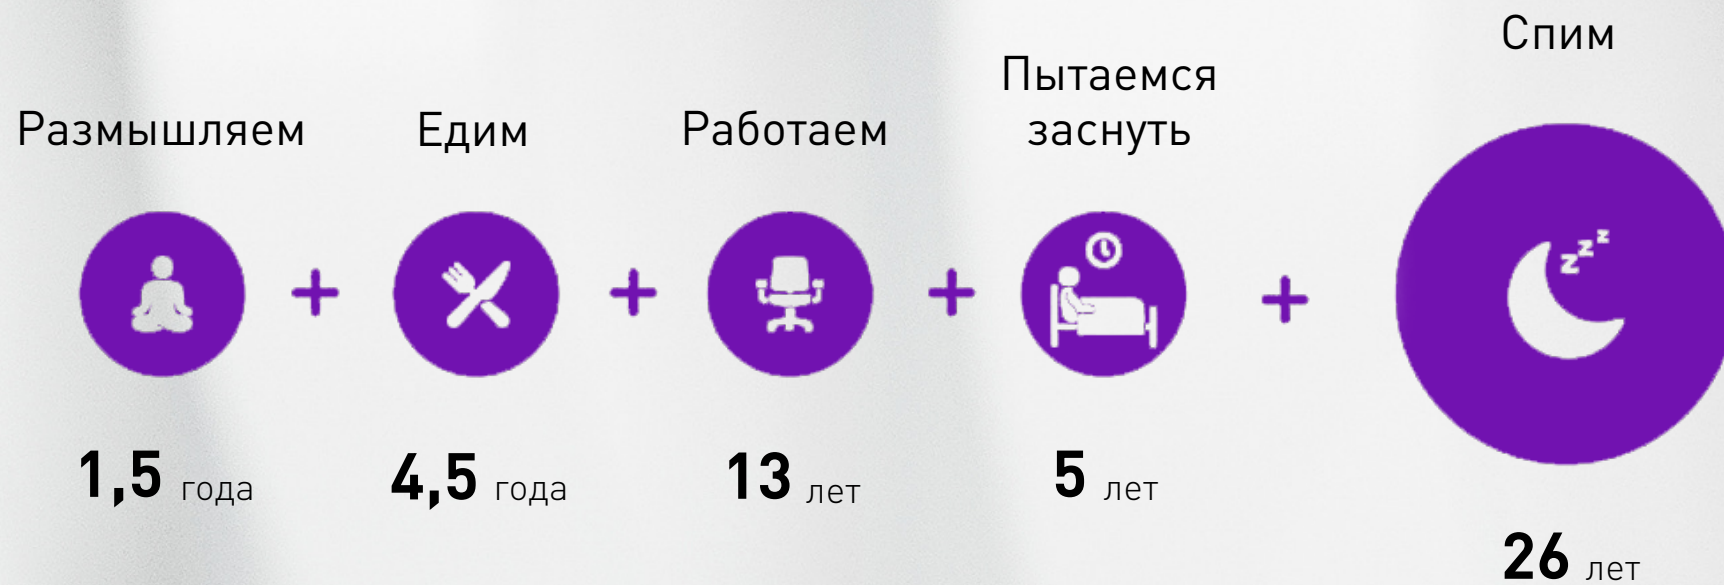 Размышляем
1,5 года
Едим
4,5 года
Работаем
13 лет
Пытаемся
заснуть
5 лет
Спим
z z z
26 лет